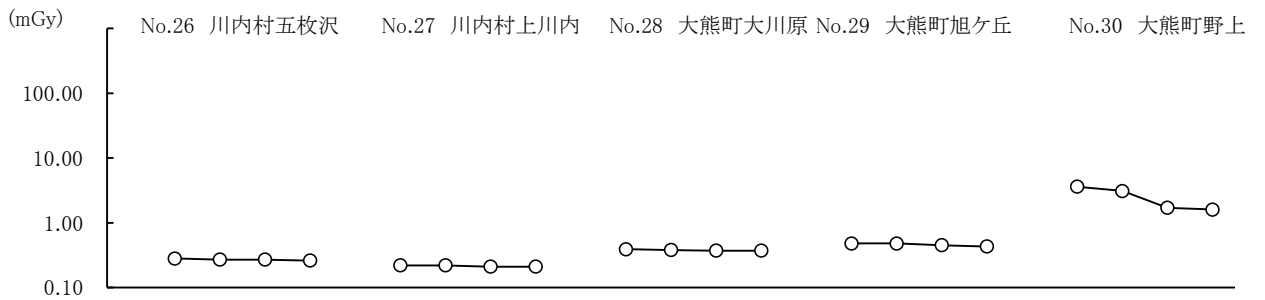 (mGy)
No.26 川内村五枚沢
No.27 川内村上川内
No.28 大熊町大川原
No.29 大熊町旭ケ丘
No.30 大熊町野上
100.00
10.00
1.00
0.10